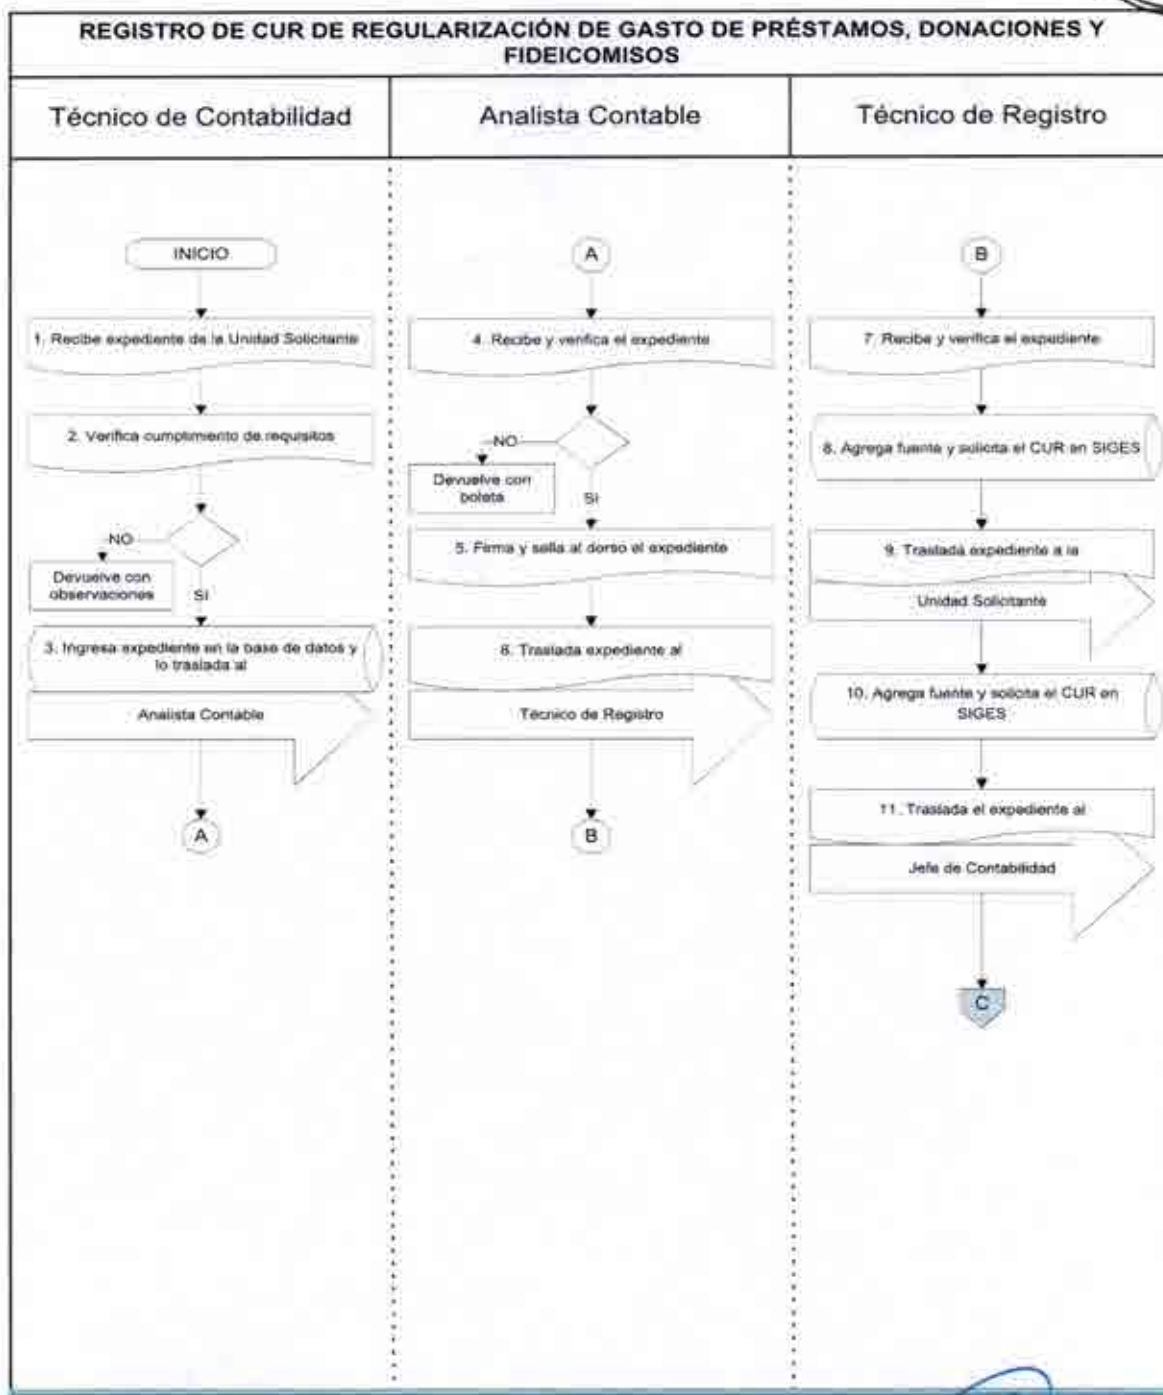 REGISTRO DE CUR DE REGULARIZACIÓN DE GASTO DE PRÉSTAMOS, DONACIONES Y
FIDEICOMISOS
Técnico de Contabilidad
Analista Contable
Técnico de Registro
INICIO
1. Recibe expediente de la Unidad Solicitante
2. Verifica cumplimiento de requisitos
NO
Devuelve con
observaciones
SI
3. Ingresa expediente en la base de datos y
lo traslada al
Analista Contable
A
A
4. Recibe y verifica el expediente
NO
Devuelve con
boleta
SI
5. Firma y sella al dorso el expediente
6. Traslada expediente al
Técnico de Registro
B
B
7. Recibe y verifica el expediente
8. Agrega fuente y solicita el CUR en SIGES
9. Traslada expediente a la
Unidad Solicitante
10. Agrega fuente y solicita el CUR en
SIGES
11. Traslada el expediente al
Jefe de Contabilidad
C